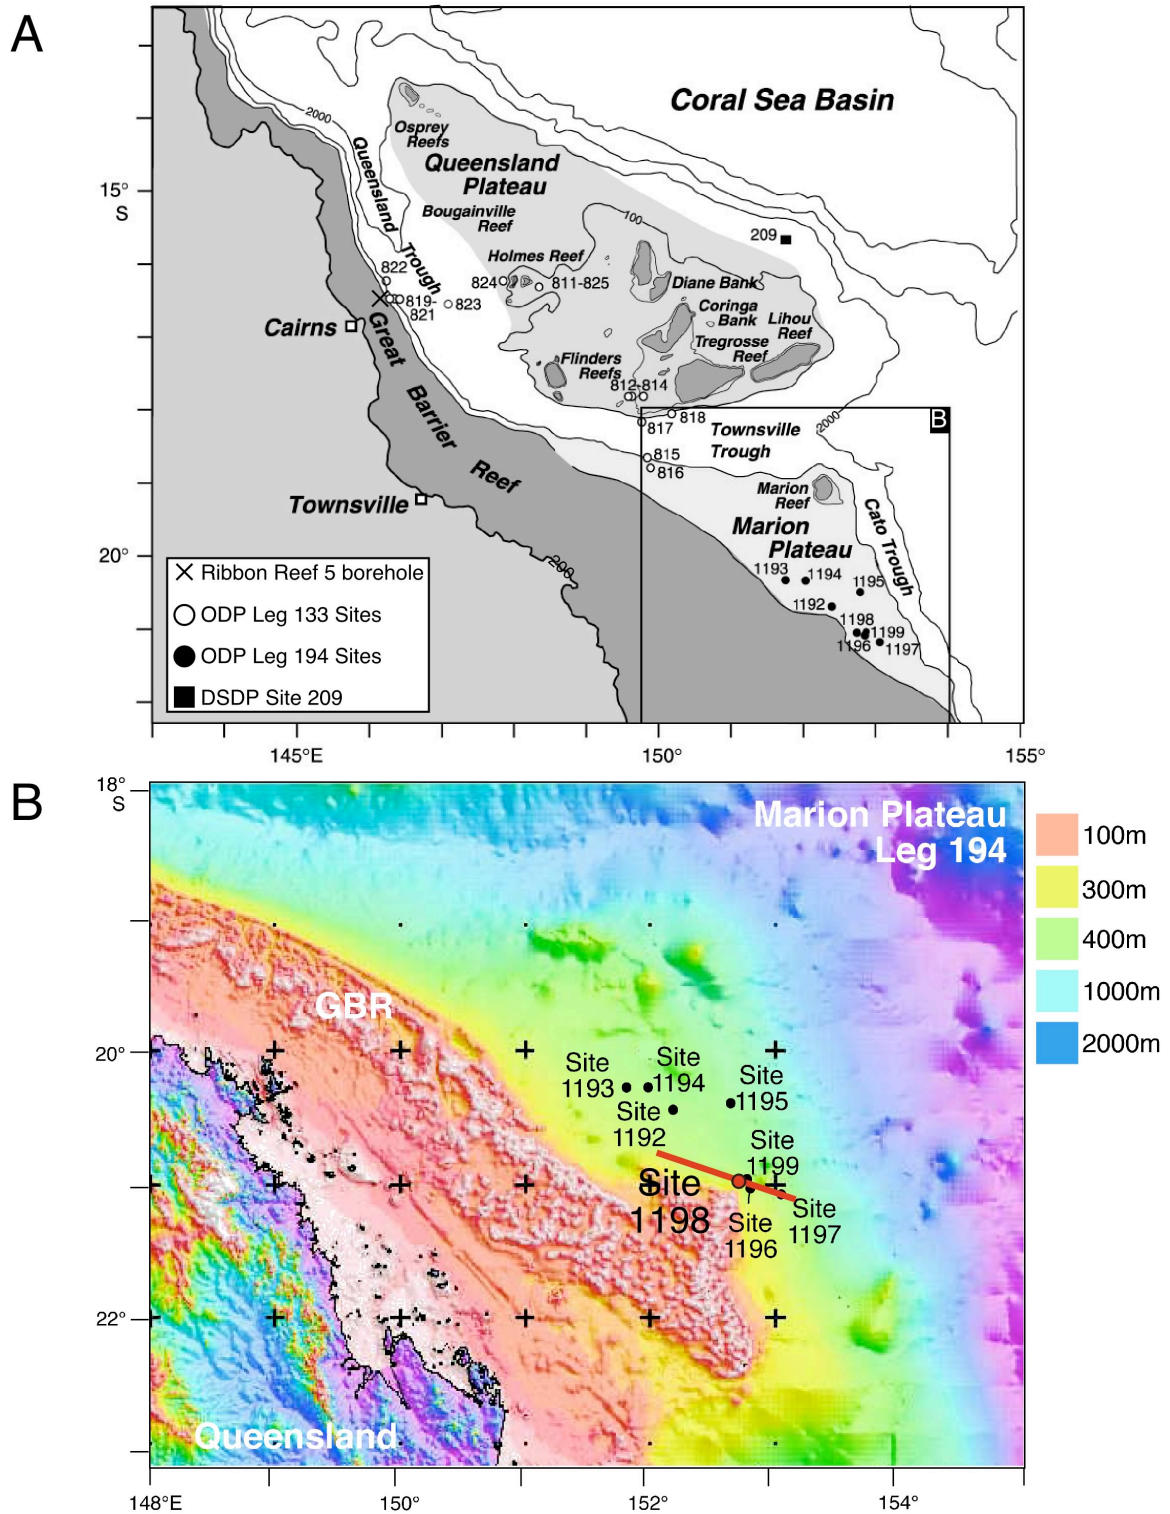 A
Coral Sea Basin
2000
Osprey
Reefs
Queensland
Trough
Queensland
Plateau
15°
S
Bougainville
Reef
100
209
Holmes Reef
822
824
811-825
Diane Bank
819-
821
823
Coringa
Bank
Lihou
Reef
Cairns
Tregrosse
Reef
Flinders
Reefs
812-814
Great
Barrier
Reef
818
817
B
2000
Townsville
Trough
815
816
Marion
Reef
Townsville
Marion
Plateau
Cato Trough
20°
200
1193
1194
1195
1192
1198
1199
1196
1197
Ribbon Reef 5 borehole
ODP Leg 133 Sites
ODP Leg 194 Sites
DSDP Site 209
145°E
150°
155°
B
18°
S
Marion Plateau
Leg 194
100m
300m
400m
1000m
2000m
GBR
20°
Site
1193
Site
1194
Site
1195
Site
1192
Site
1199
Site
1198
Site
1197
Site
1196
22°
Queensland
148°E
150°
152°
154°